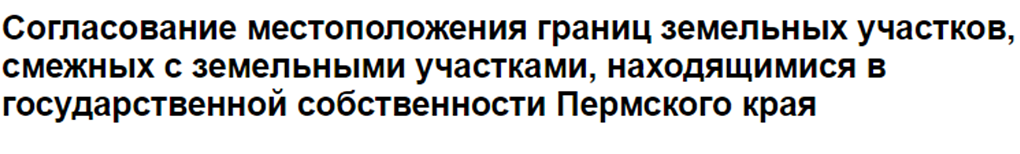 Согласование местоположения границ земельных участков,
смежных с земельными участками, находящимися в
государственной собственности Пермского края